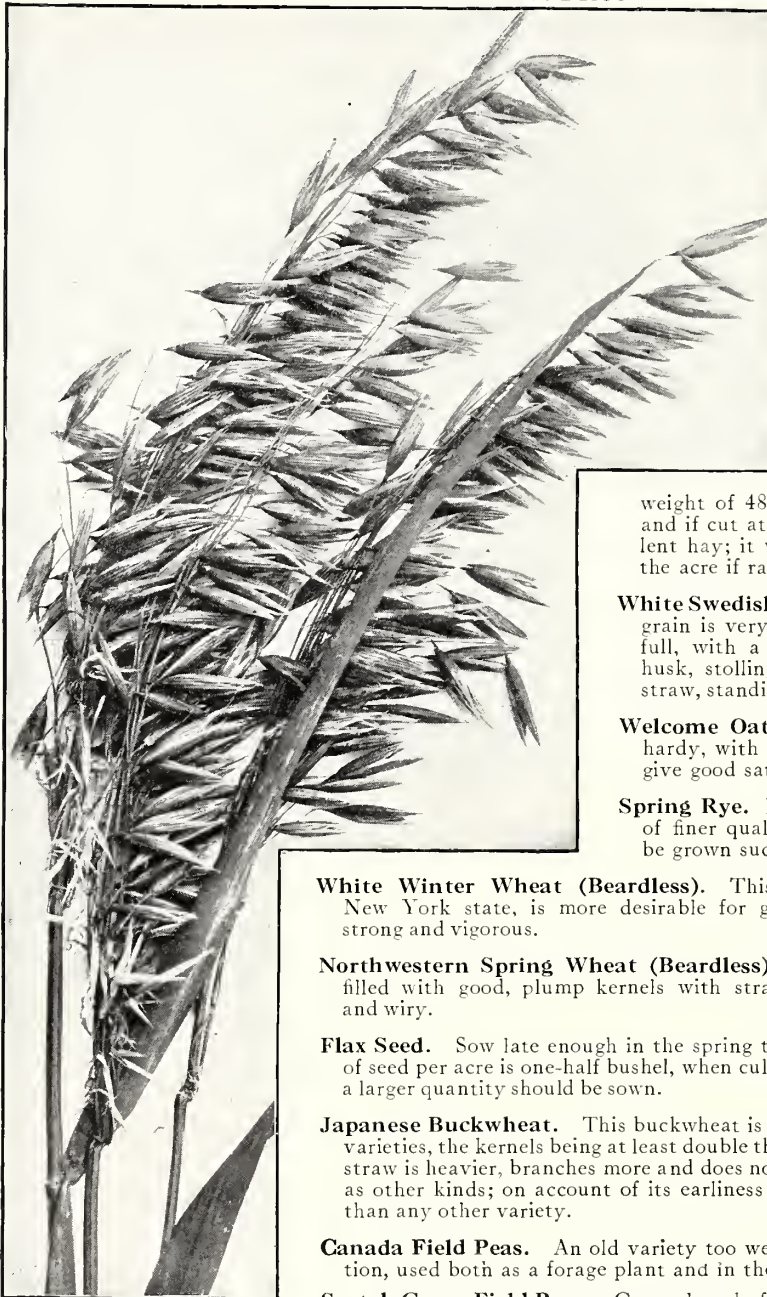 weight of 48
and if cut at
lent hay; it
the acre if ra
White Swedish
grain is very
full, with a
husk, stollin
straw, standi
Welcome Oat
hardy, with
give good sat
Spring Rye.
of finer qual
be grown suc
White Winter Wheat (Beardless). This
New York state, is more desirable for g
strong and vigorous.
Northwestern Spring Wheat (Beardless)
filled with good, plump kernels with stra
and wiry.
Flax Seed. Sow late enough in the spring t
of seed per acre is one-half bushel, when cul
a larger quantity should be sown.
Japanese Buckwheat. This buckwheat is
varieties, the kernels being at least double th
straw is heavier, branches more and does no
as other kinds; on account of its earliness
than any other variety.
Canada Field Peas. An old variety too we
tion, used both as a forage plant and in the